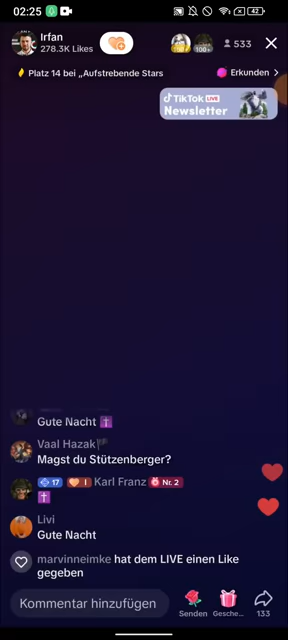 02:25
42
Irfan
278.3K Likes
533
Platz 14 bei „Aufstrebende Stars
Erkunden
TikTok LIVE
Newsletter
Gute Nacht
Vaal Hazak
Magst du Stützenberger?
17 I Karl Franz Nr. 2
Livi
Gute Nacht
marvinneimke hat dem LIVE einen Like
gegeben
Kommentar hinzufügen
Senden
Gesche...
133